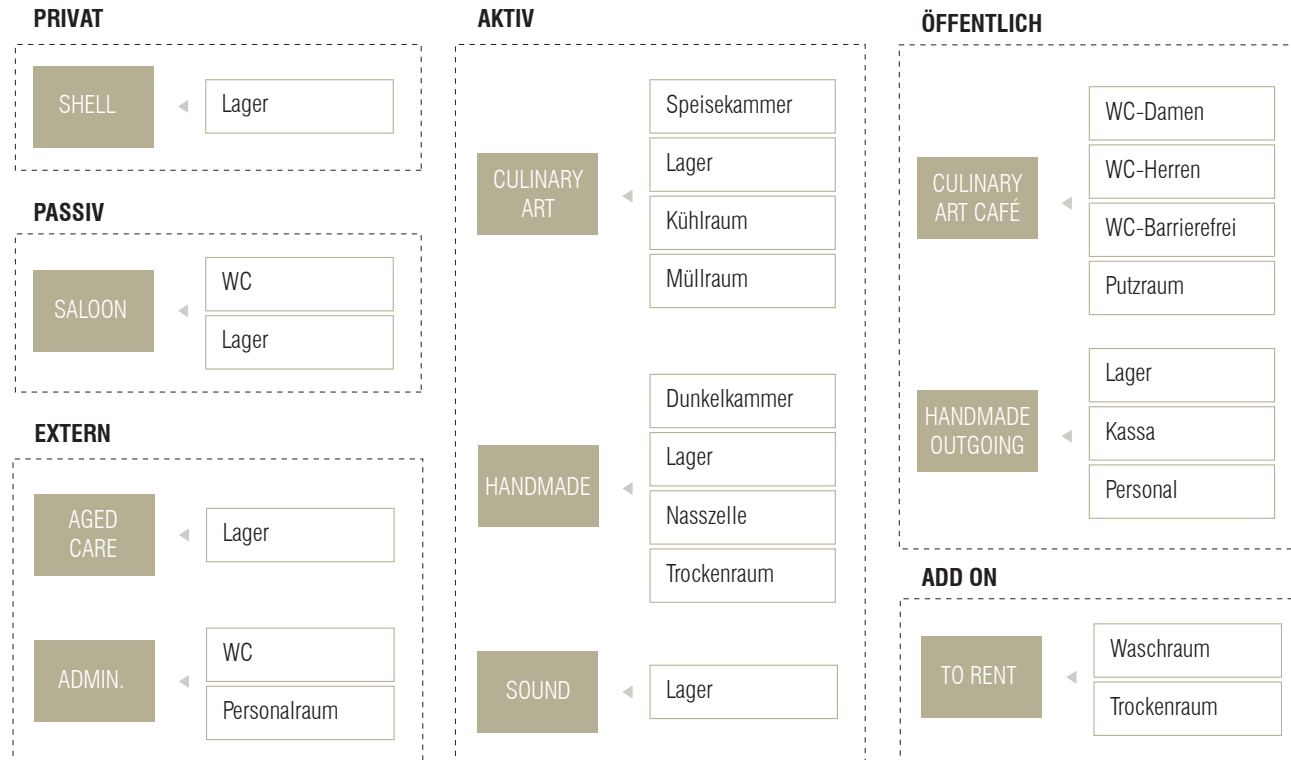 PRIVAT
SHELL
Lager
PASSIV
SALOON
WC
Lager
EXTERN
AGED
CARE
Lager
ADMIN.
WC
Personalraum
AKTIV
CULINARY
ART
Speisekammer
Lager
Kühlraum
Müllraum
HANDMADE
Dunkelkammer
Lager
Nasszelle
Trockenraum
SOUND
Lager
ÖFFENTLICH
CULINARY
ART CAFÉ
WC-Damen
WC-Herren
WC-Barrierefrei
Putzraum
HANDMADE
OUTGOING
Lager
Kassa
Personal
ADD ON
TO RENT
Waschraum
Trockenraum